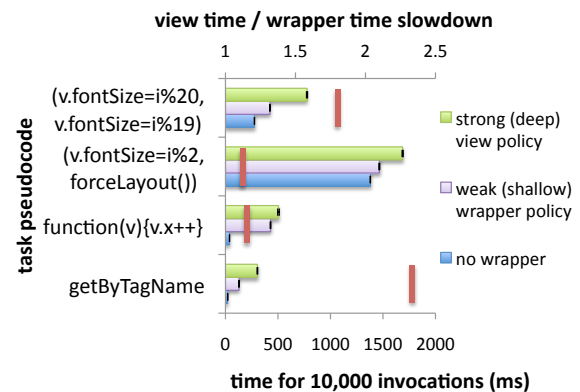 view time / wrapper time slowdown
1 1.5 2 2.5
(v.fontSize=i%20,
v.fontSize=i%19)
(v.fontSize=i%2,
forceLayout())
function(v){v.x++}
getByTagName
task pseudocode
strong (deep)
view policy
weak (shallow)
wrapper policy
no wrapper
0 500 1000 1500 2000
time for 10,000 invocations (ms)